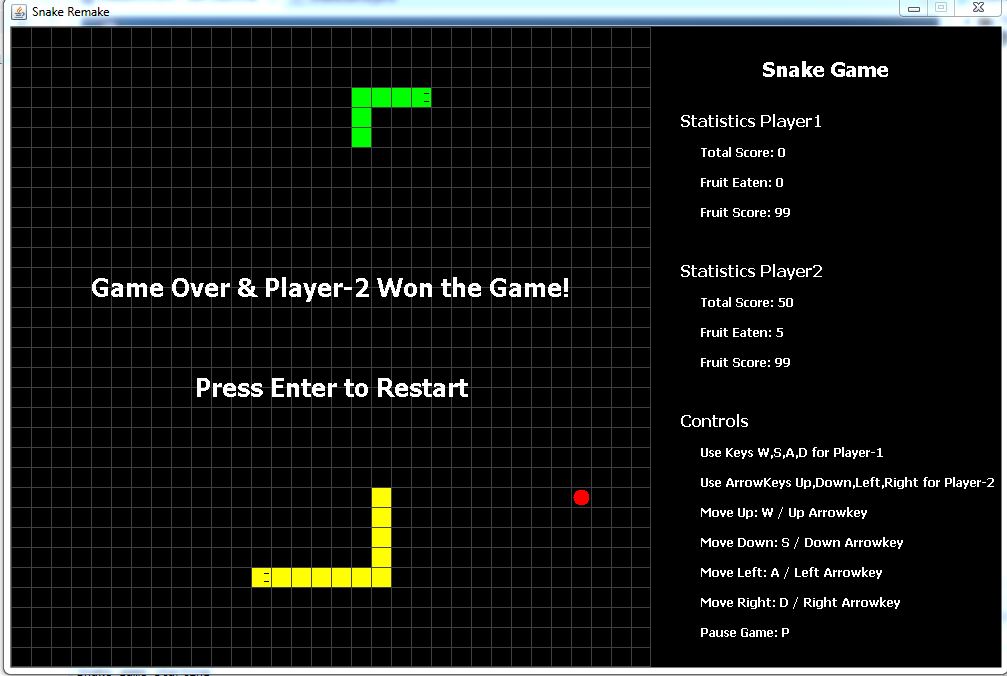 Snake Remake
Snake Game
Statistics Player1
Total Score: 0
Fruit Eaten: 0
Fruit Score: 99
Statistics Player2
Total Score: 50
Fruit Eaten: 5
Fruit Score: 99
Game Over & Player-2 Won the Game!
Press Enter to Restart
Controls
Use Keys W,S,A,D for Player-1
Use ArrowKeys Up,Down,Left,Right for Player-2
Move Up: W / Up Arrowkey
Move Down: S / Down Arrowkey
Move Left: A / Left Arrowkey
Move Right: D / Right Arrowkey
Pause Game: P